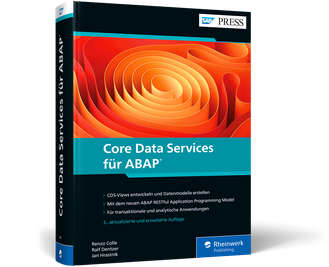 SAP PRESS
Core Data Services
für ABAP®
• CDS-Views entwickeln und Datenmodelle erstellen
• Mit dem neuen ABAP RESTful Application Programming Model
• Für transaktionale und analytische Anwendungen
3., aktualisierte und erweiterte Auflage
Renzo Colle
Ralf Dentzer
Jan Hrastnik
Rheinwerk
Publishing
Core Data Services für ABAP®